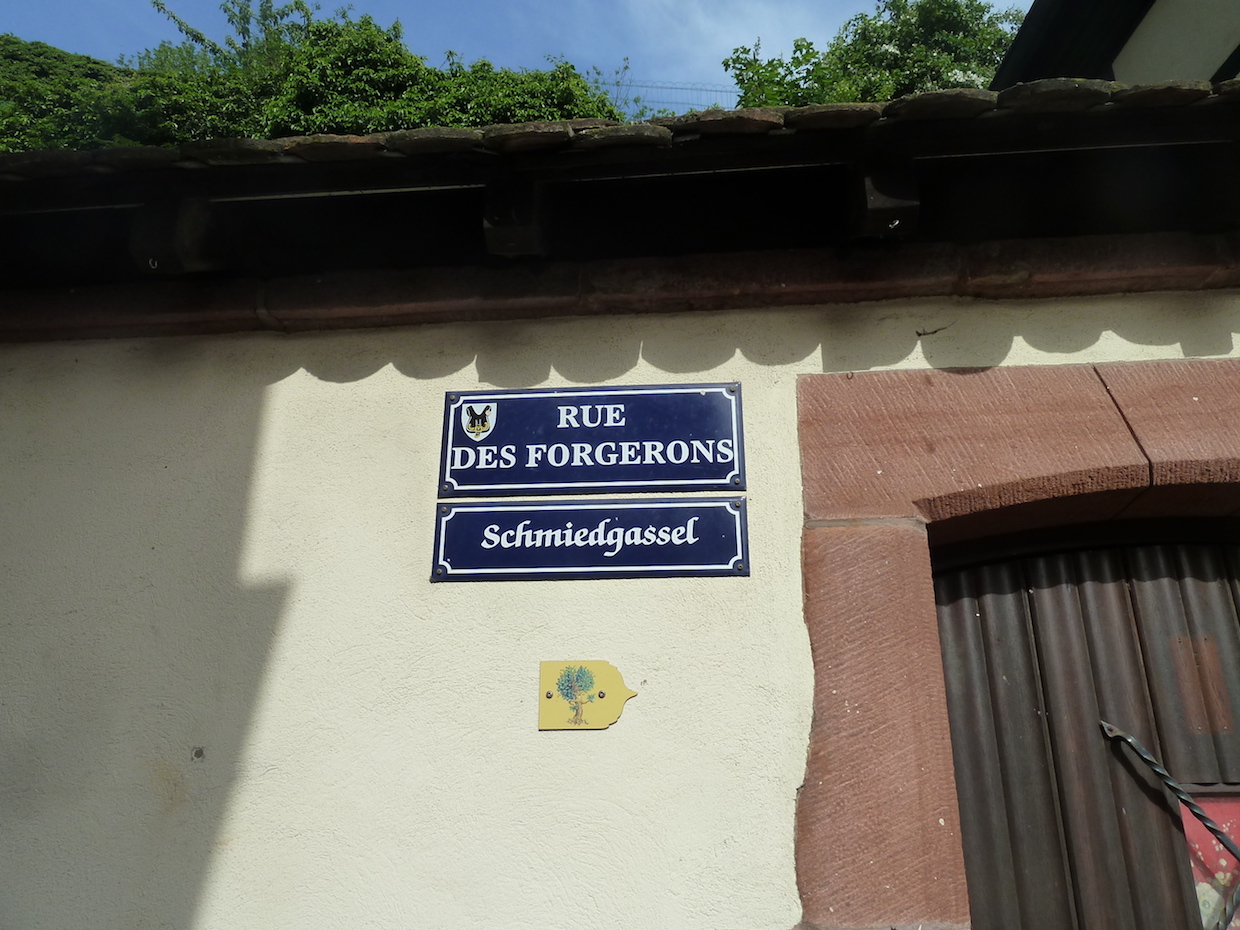 RUE
DES FORGERONS
Schmiedgassel